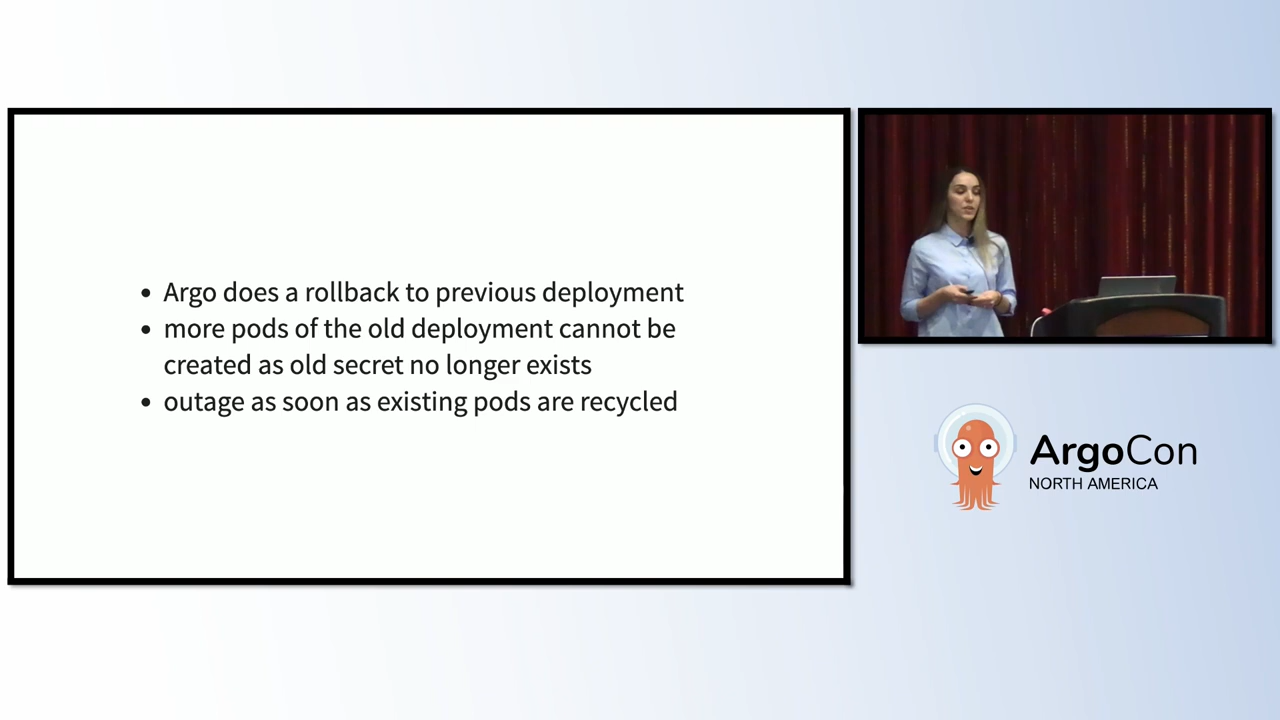 • Argo does a rollback to previous deployment
• more pods of the old deployment cannot be
created as old secret no longer exists
• outage as soon as existing pods are recycled
ArgoCon
NORTH AMERICA